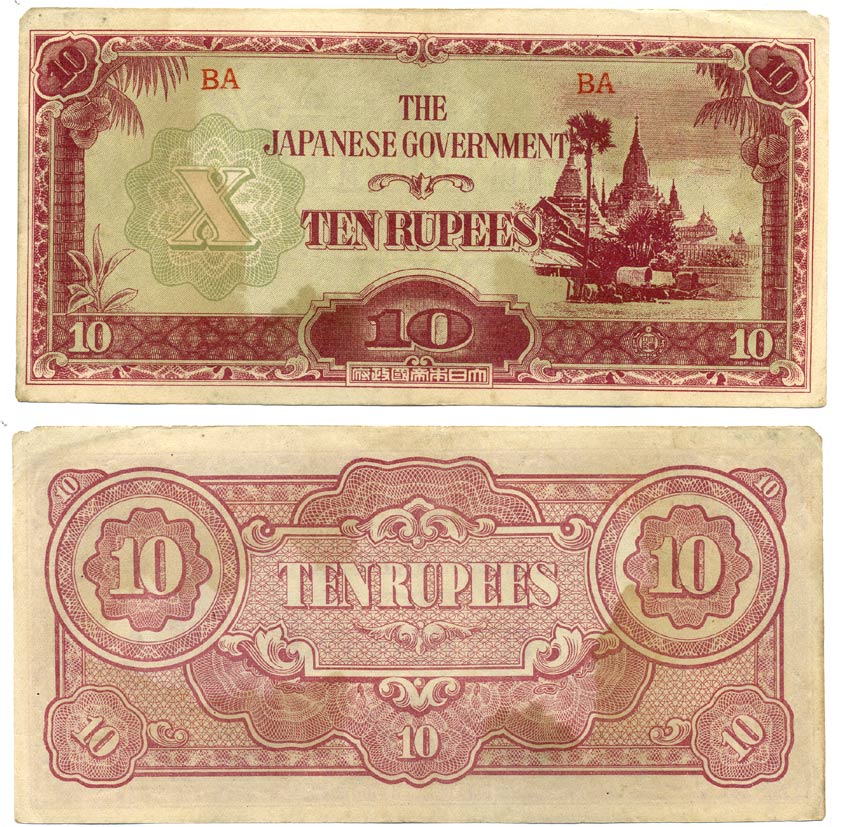 10 10
BA BA
THE
JAPANESE GOVERNMENT
X
TEN RUPEES
10 10 10
大日本帝國政府
10 10
10 TEN RUPEES 10
10 10 10